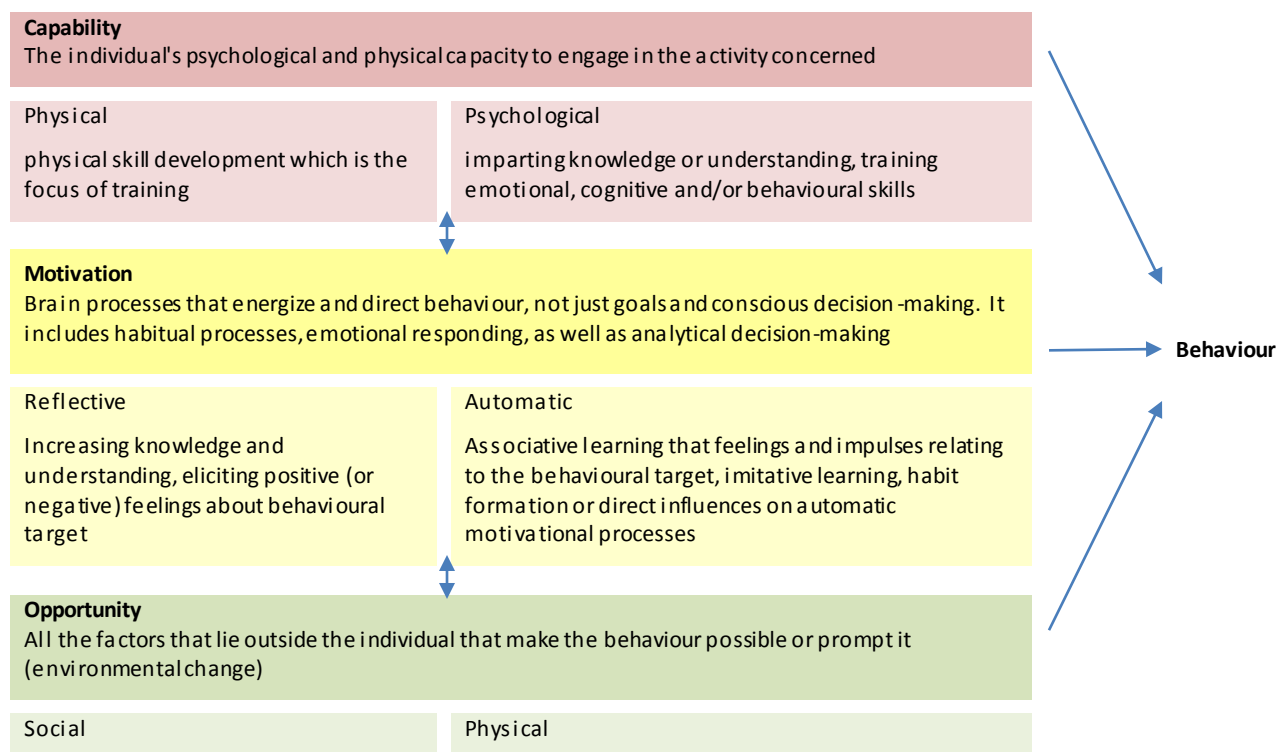 Capability
The individual's psychological and physical capacity to engage in the activity concerned
Physical
physical skill development which is the
focus of training
Psychological
imparting knowledge or understanding, training
emotional, cognitive and/or behavioural skills
Motivation
Brain processes that energize and direct behaviour, not just goals and conscious decision-making. It
includes habitual processes, emotional responding, as well as analytical decision-making
Behaviour
Reflective
Increasing knowledge and
understanding, eliciting positive (or
negative) feelings about behavioural
target
Automatic
Associative learning that feelings and impulses relating
to the behavioural target, imitative learning, habit
formation or direct influences on automatic
motivational processes
Opportunity
All the factors that lie outside the individual that make the behaviour possible or prompt it
(environmental change)
Social
Physical